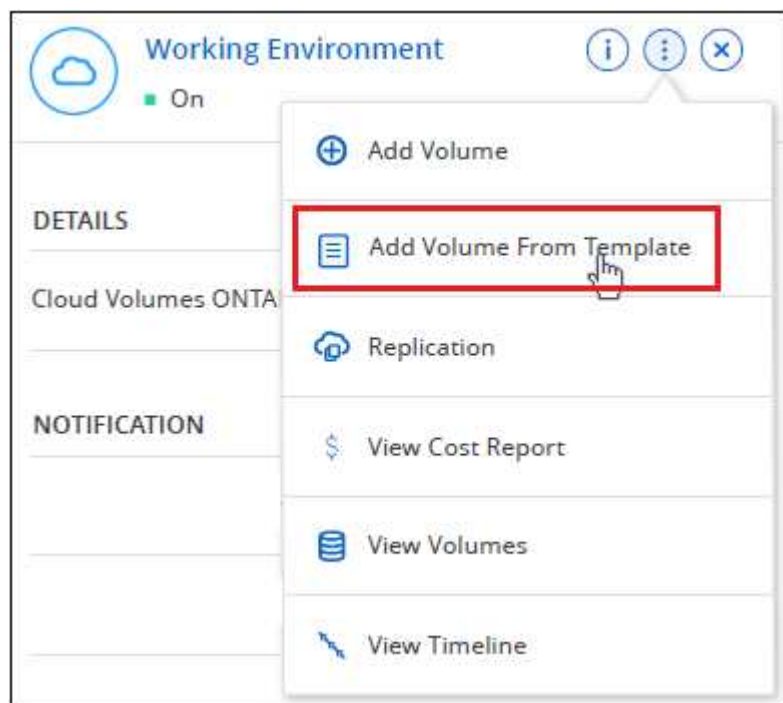 Working Environment
On
Add Volume
DETAILS
Add Volume From Template
Cloud Volumes ONTA
Replication
NOTIFICATION
$ View Cost Report
View Volumes
View Timeline